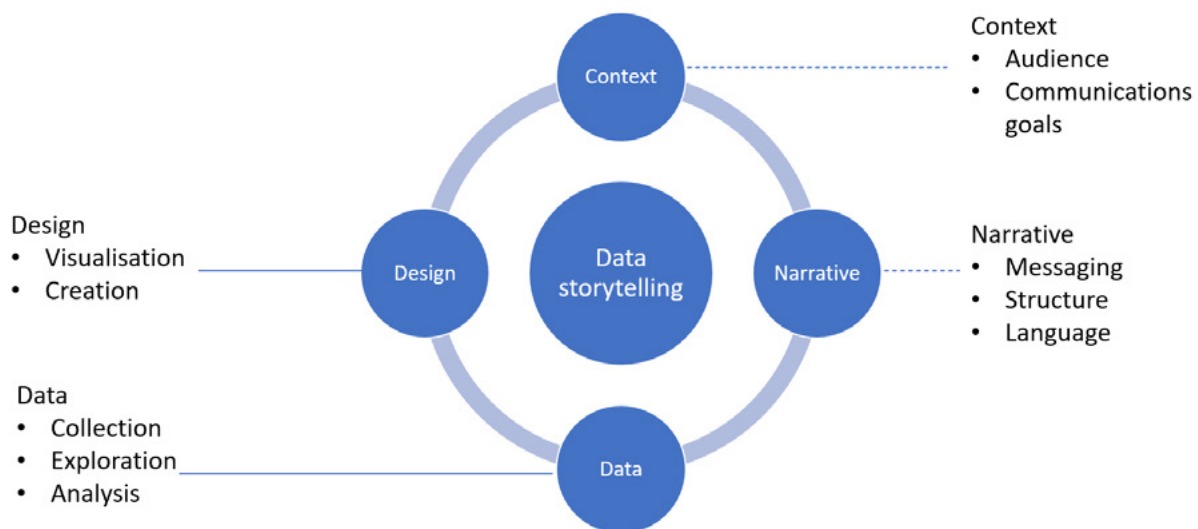 Context
• Audience
• Communications
goals
Context
Design
• Visualisation
• Creation
Design
Data
storytelling
Narrative
Narrative
• Messaging
• Structure
• Language
Data
• Collection
• Exploration
• Analysis
Data